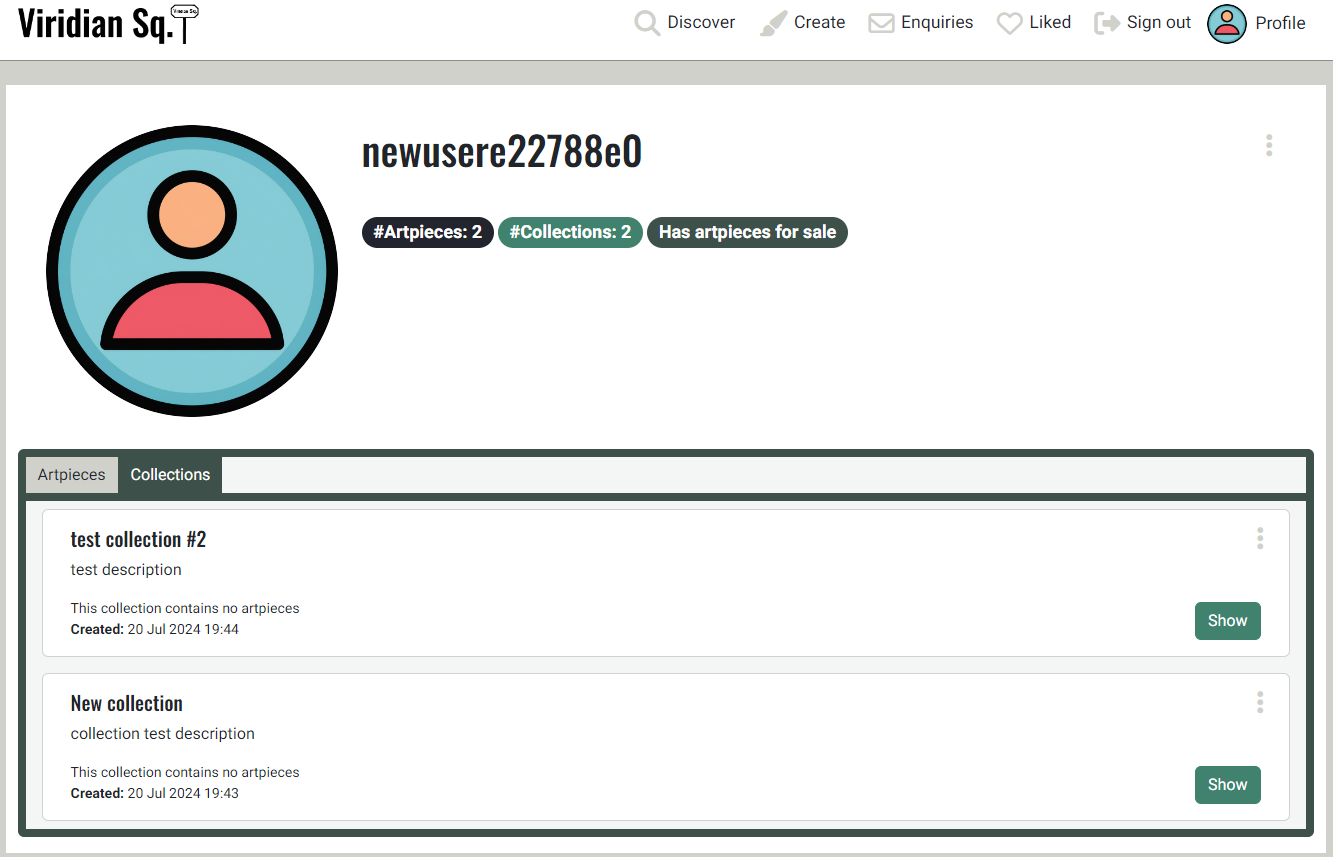 Viridian Sq.
Viridian Sq.
Discover
Create
Enquiries
Liked
Sign out
Profile
newusere22788e0
#Artpieces: 2
#Collections: 2
Has artpieces for sale
Artpieces
Collections
test collection #2
test description
This collection contains no artpieces
Created: 20 Jul 2024 19:44
Show
New collection
collection test description
This collection contains no artpieces
Created: 20 Jul 2024 19:43
Show